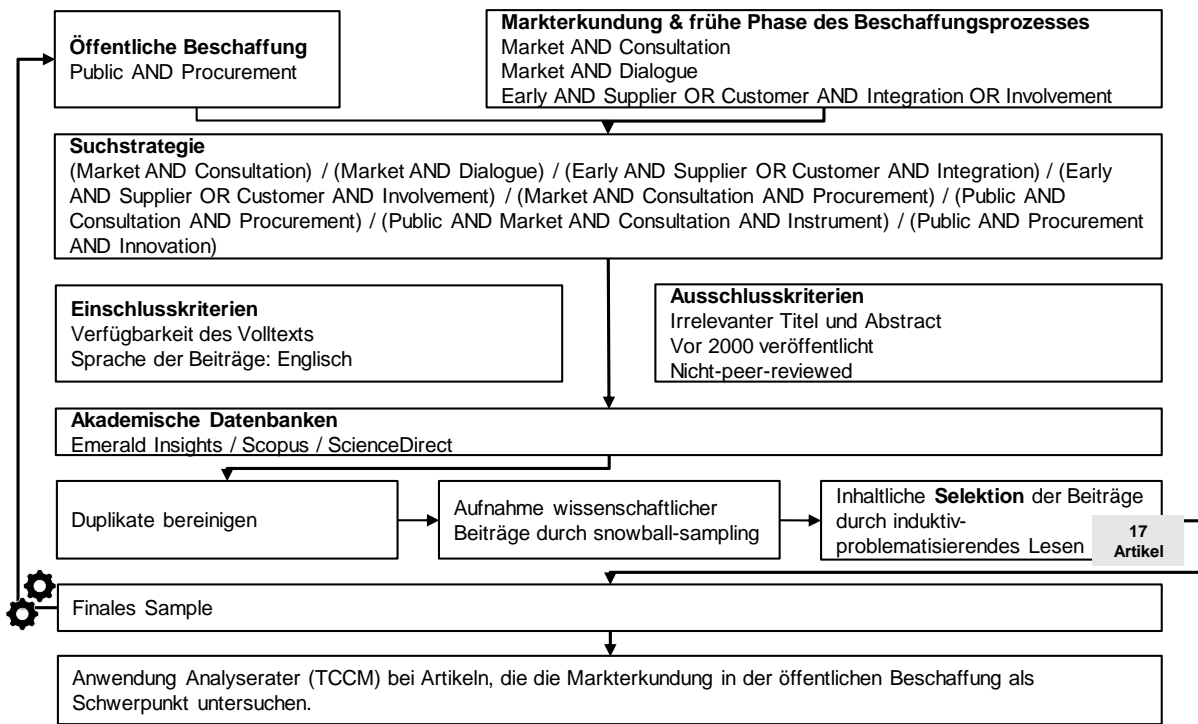 Öffentliche Beschaffung
Public AND Procurement
Markterkundung & frühe Phase des Beschaffungsprozesses
Market AND Consultation
Market AND Dialogue
Early AND Supplier OR Customer AND Integration OR Involvement
Suchstrategie
(Market AND Consultation) / (Market AND Dialogue) / (Early AND Supplier OR Customer AND Integration) / (Early
AND Supplier OR Customer AND Involvement) / (Market AND Consultation AND Procurement) / (Public AND
Consultation AND Procurement) / (Public AND Market AND Consultation AND Instrument) / (Public AND Procurement
AND Innovation)
Einschlusskriterien
Verfügbarkeit des Volltexts
Sprache der Beiträge: Englisch
Ausschlusskriterien
Irrelevanter Titel und Abstract
Vor 2000 veröffentlicht
Nicht-peer-reviewed
Akademische Datenbanken
Emerald Insights / Scopus / ScienceDirect
Duplikate bereinigen
Aufnahme wissenschaftlicher
Beiträge durch snowball-sampling
Inhaltliche Selektion der Beiträge
durch induktiv-
problematisierendes Lesen
17
Artikel
Finales Sample
Anwendung Analyserater (TCCM) bei Artikeln, die die Markterkundung in der öffentlichen Beschaffung als
Schwerpunkt untersuchen.